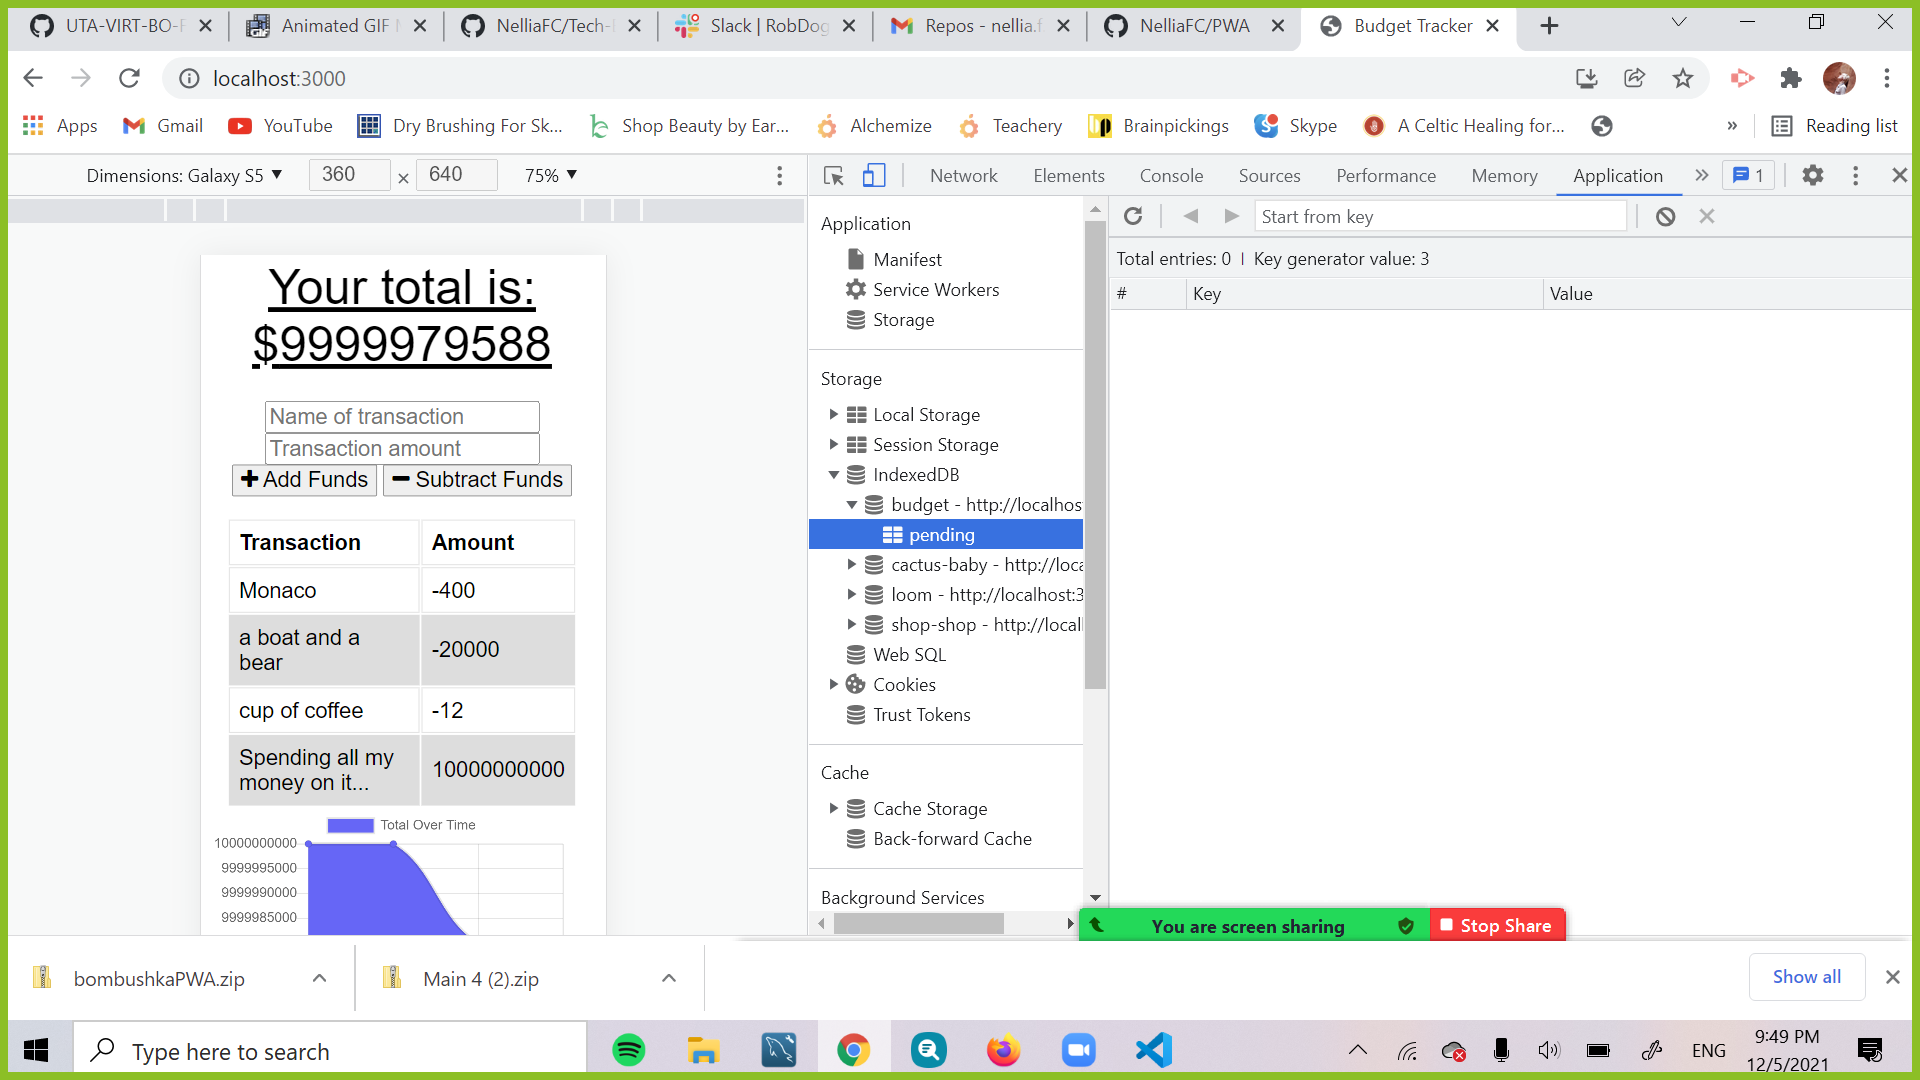 UTA-VIRT-BO-F
Animated GIF M
NelliaFC/Tech-
Slack | RobDog
Repos - nellia.f
NelliaFC/PWA
Budget Tracker
localhost:3000
Apps
Gmail
YouTube
Dry Brushing For Sk...
Shop Beauty by Ear...
Alchemize
Teachery
Brainpickings
Skype
A Celtic Healing for...
»
Reading list
Dimensions: Galaxy S5
360
×
640
75%
Network
Elements
Console
Sources
Performance
Memory
Application
»
1
Start from key
Total entries: 0
Key generator value: 3
#
Key
Value
Application
Manifest
Service Workers
Storage
Storage
Local Storage
Session Storage
IndexedDB
budget - http://localhos
pending
cactus-baby - http://loca
loom - http://localhost:3
shop-shop - http://local
Web SQL
Cookies
Trust Tokens
Cache
Cache Storage
Back-forward Cache
Background Services
Your total is:
$9999979588
Name of transaction
Transaction amount
Add Funds
Subtract Funds
Transaction
Amount
Monaco
-400
a boat and a
bear
-20000
cup of coffee
-12
Spending all my
money on it...
10000000000
Total Over Time
10000000000
9999995000
9999990000
9999985000
You are screen sharing
Stop Share
bombushkaPWA.zip
Main 4 (2).zip
Show all
Type here to search
ENG
9:49 PM
12/5/2021